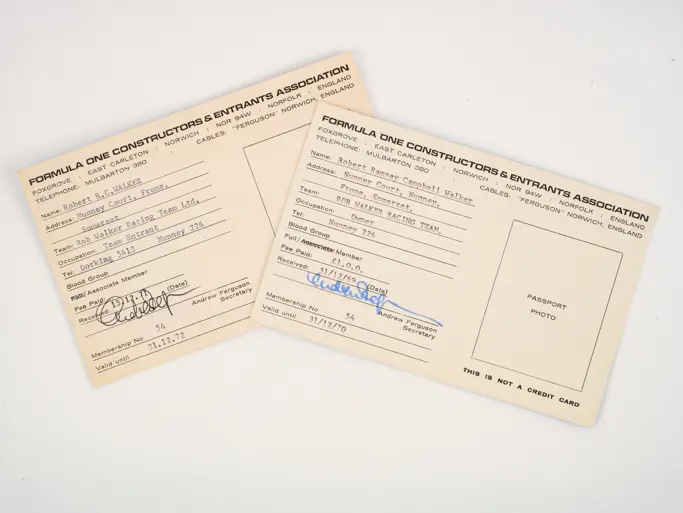 FORMULA ONE CONSTRUCTORS & ENTRANTS ASSOCIATION
FOXGROVE : EAST CARLETON : NORWICH : NOR 94W : NORFOLK : ENGLAND
TELEPHONE: MULBARTON 380 : CABLES: "FERGUSON" NORWICH, ENGLAND
Name: Robert R.C.WALKER
Address: Nunney Court, Frome,
Somerset
Team: Rob Walker Racing Team Ltd.
Occupation: Team Entrant
Tel: Dorking 5412 Nunney 226
Blood Group
Full/Associate Member
Fee Paid:
Received: (Date)
Andrew Ferguson
Secretary
Membership No 54
Valid until 31.12.72
FORMULA ONE CONSTRUCTORS & ENTRANTS ASSOCIATION
FOXGROVE : EAST CARLETON : NORWICH : NOR 94W : NORFOLK : ENGLAND
TELEPHONE: MULBARTON 380 : CABLES: "FERGUSON" NORWICH, ENGLAND
Name: Robert Ramsay Campbell Walker
Address: Nunney Court, Nunney,
Frome, Somerset.
Team: ROB WALKER RACING TEAM.
Occupation: Owner
Tel: Nunney 226
Blood Group
Full/Associate Member
Fee Paid: £1.0.0.
Received: 31/12/69 (Date)
Andrew Ferguson
Secretary
Membership No 54
Valid until 31/12/70
PASSPORT
PHOTO
THIS IS NOT A CREDIT CARD